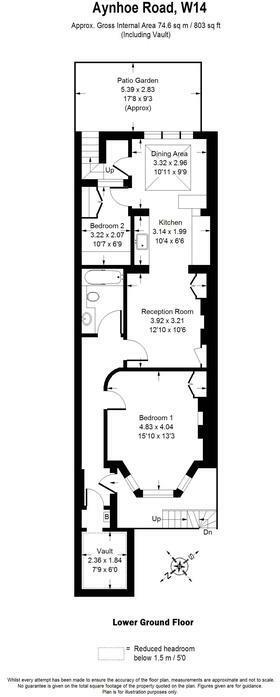 Aynhoe Road, W14
Approx. Gross Internal Area 74.6 sq m / 803 sq ft
(Including Vault)
Patio Garden
5.39 x 2.83
17'8 x 9'3
(Approx)
Dining Area
3.32 x 2.96
10'11 x 9'9
Up
Bedroom 2
3.22 x 2.07
10'7 x 6'9
Kitchen
3.14 x 1.99
10'4 x 6'6
Reception Room
3.92 x 3.21
12'10 x 10'6
Bedroom 1
4.83 x 4.04
15'10 x 13'3
Up
B
Dn
Vault
2.36 x 1.84
7'9 x 6'0
N
S
Lower Ground Floor
= Reduced headroom
below 1.5 m / 5'0
Whilst every attempt has been made to ensure the accuracy of the floor plan, measurements are approximate and not to scale.
No guarantee is given on the total square footage of the property quoted on the plan. Figures given are for guidance.
Plan is for illustration purposes only.